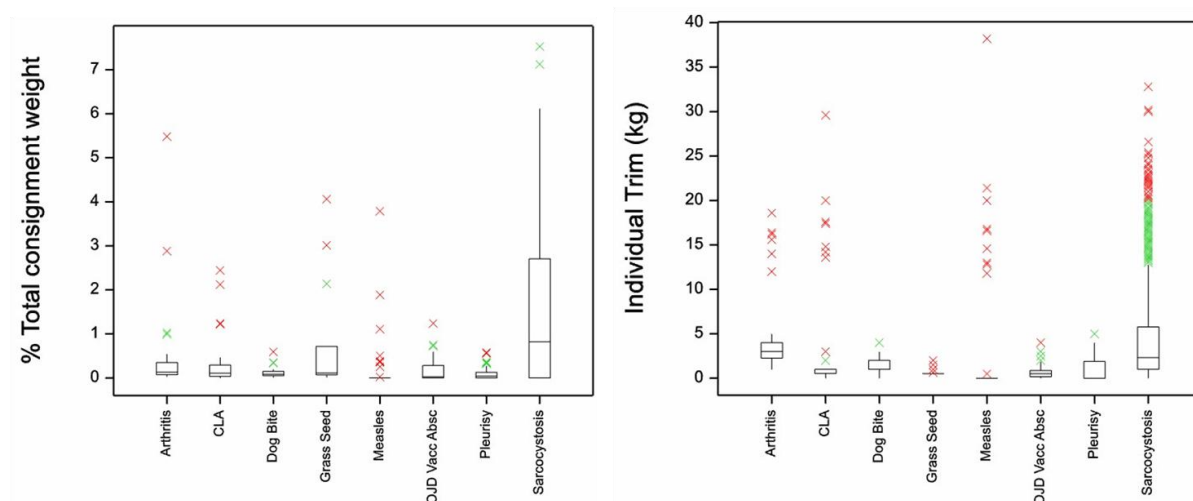 % Total consignment weight
7
6
5
4
3
2
1
0
Arthritis
CLA
Dog Bite
Grass Seed
Measles
OJD Vacc Absc
Pleurisy
Sarcocystosis
Individual Trim (kg)
40
35
30
25
20
15
10
5
0
Arthritis
CLA
Dog Bite
Grass Seed
Measles
OJD Vacc Absc
Pleurisy
Sarcocystosis